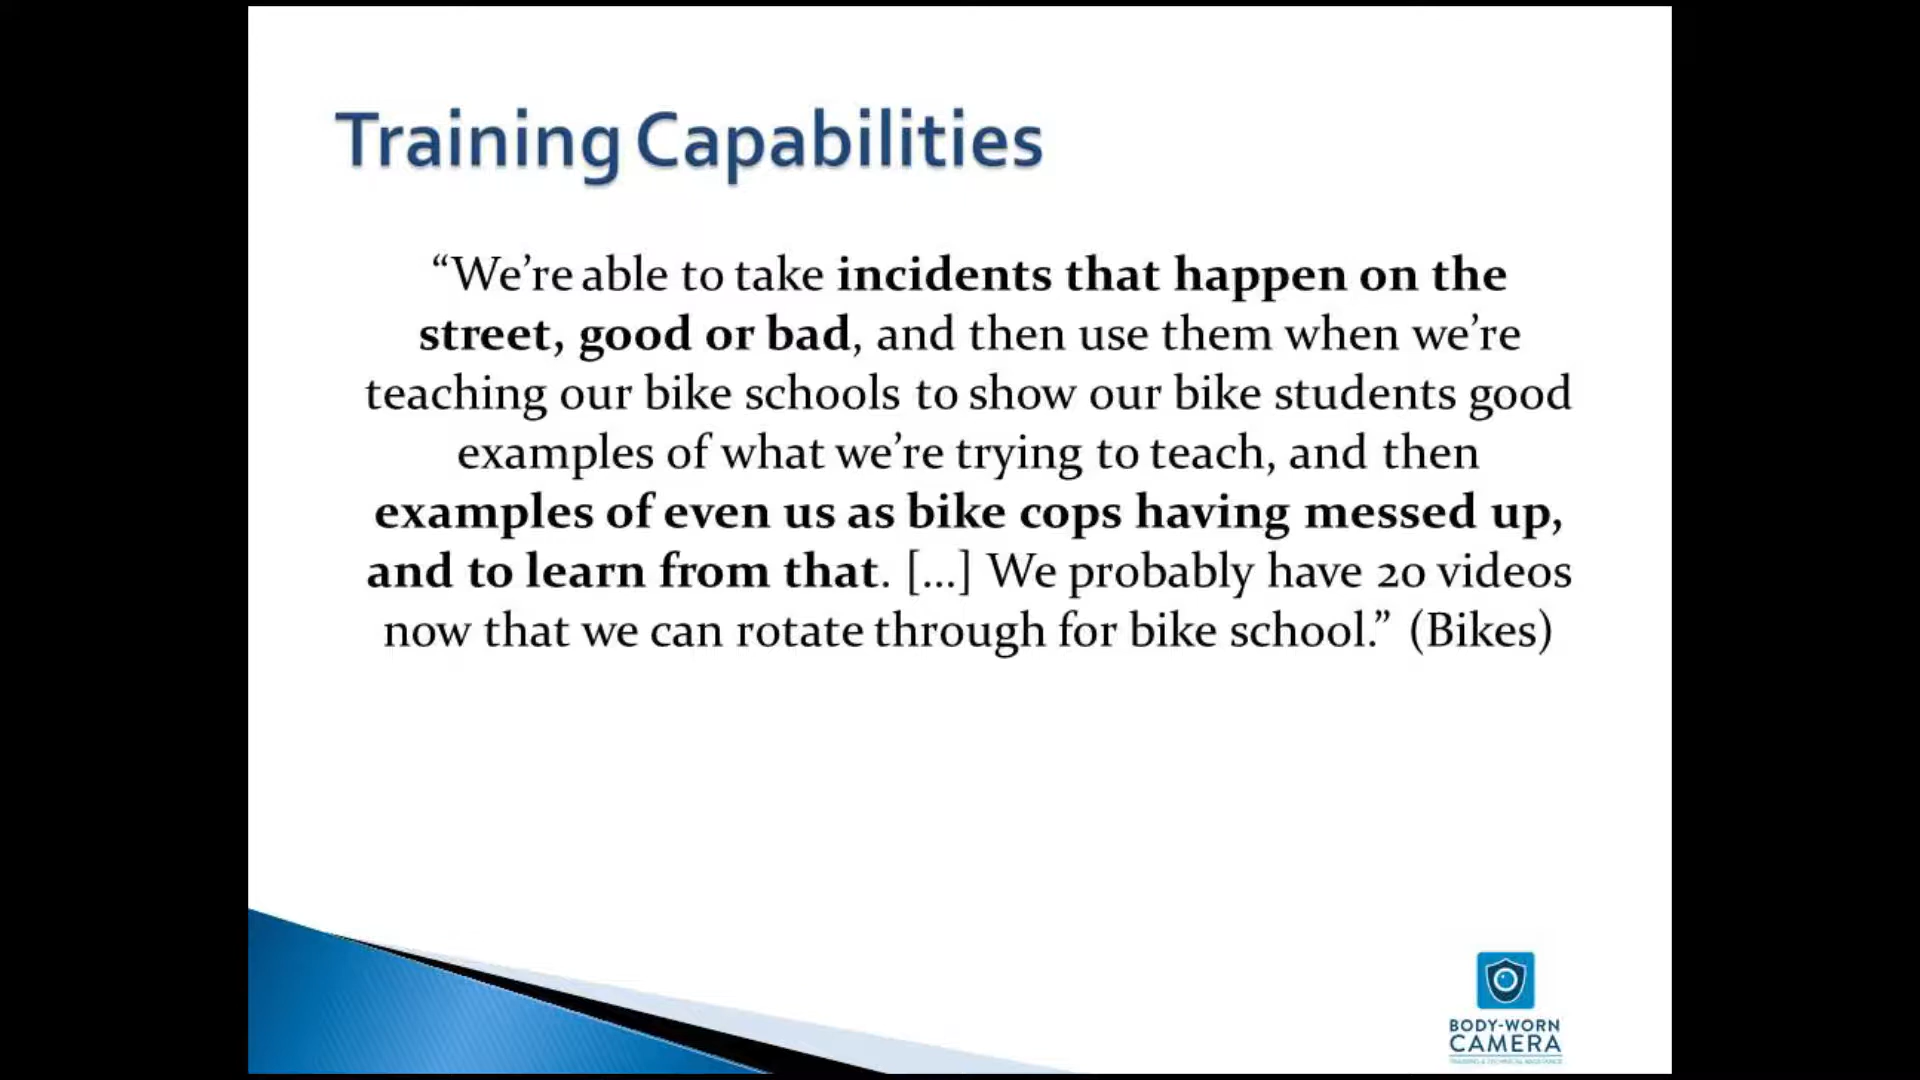 Training Capabilities
“We’re able to take incidents that happen on the
street, good or bad, and then use them when we’re
teaching our bike schools to show our bike students good
examples of what we’re trying to teach, and then
examples of even us as bike cops having messed up,
and to learn from that. [...] We probably have 20 videos
now that we can rotate through for bike school.” (Bikes)
BODY-WORN
CAMERA
TRAINING & TECHNICAL ASSISTANCE